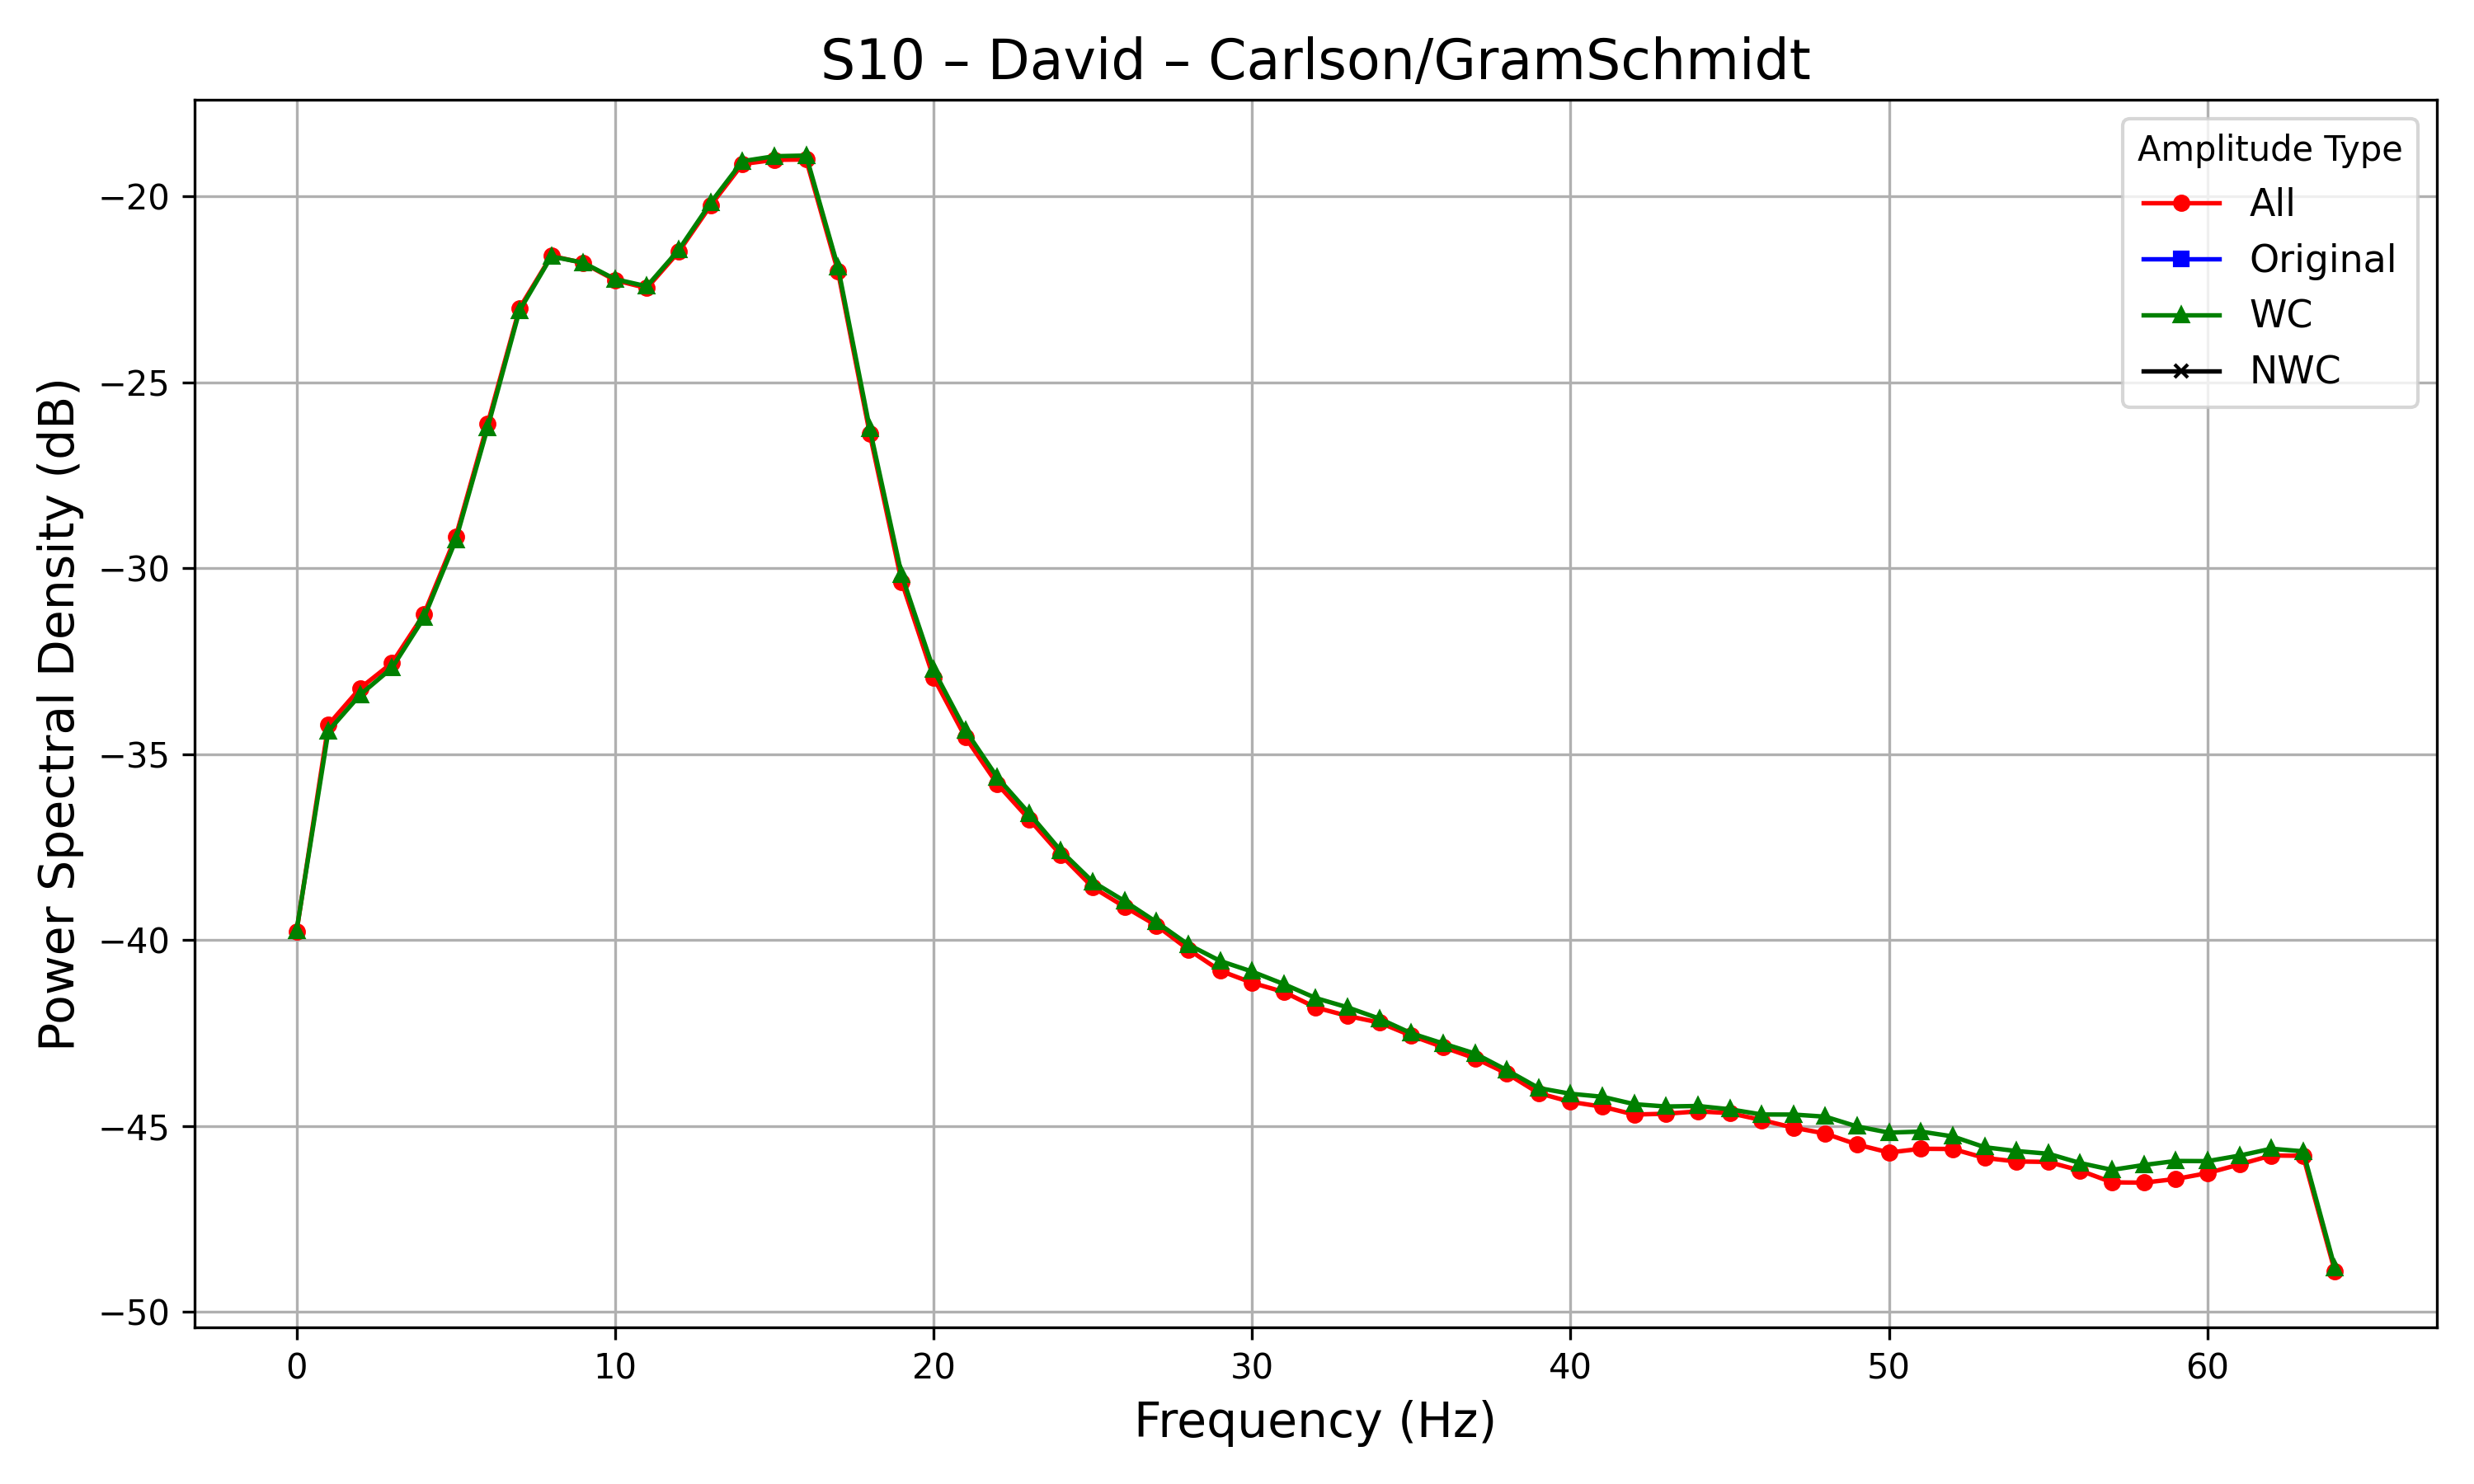 S10 – David – Carlson/GramSchmidt
Amplitude Type
All
Original
WC
NWC
Power Spectral Density (dB)
−20
−25
−30
−35
−40
−45
−50
0 10 20 30 40 50 60
Frequency (Hz)